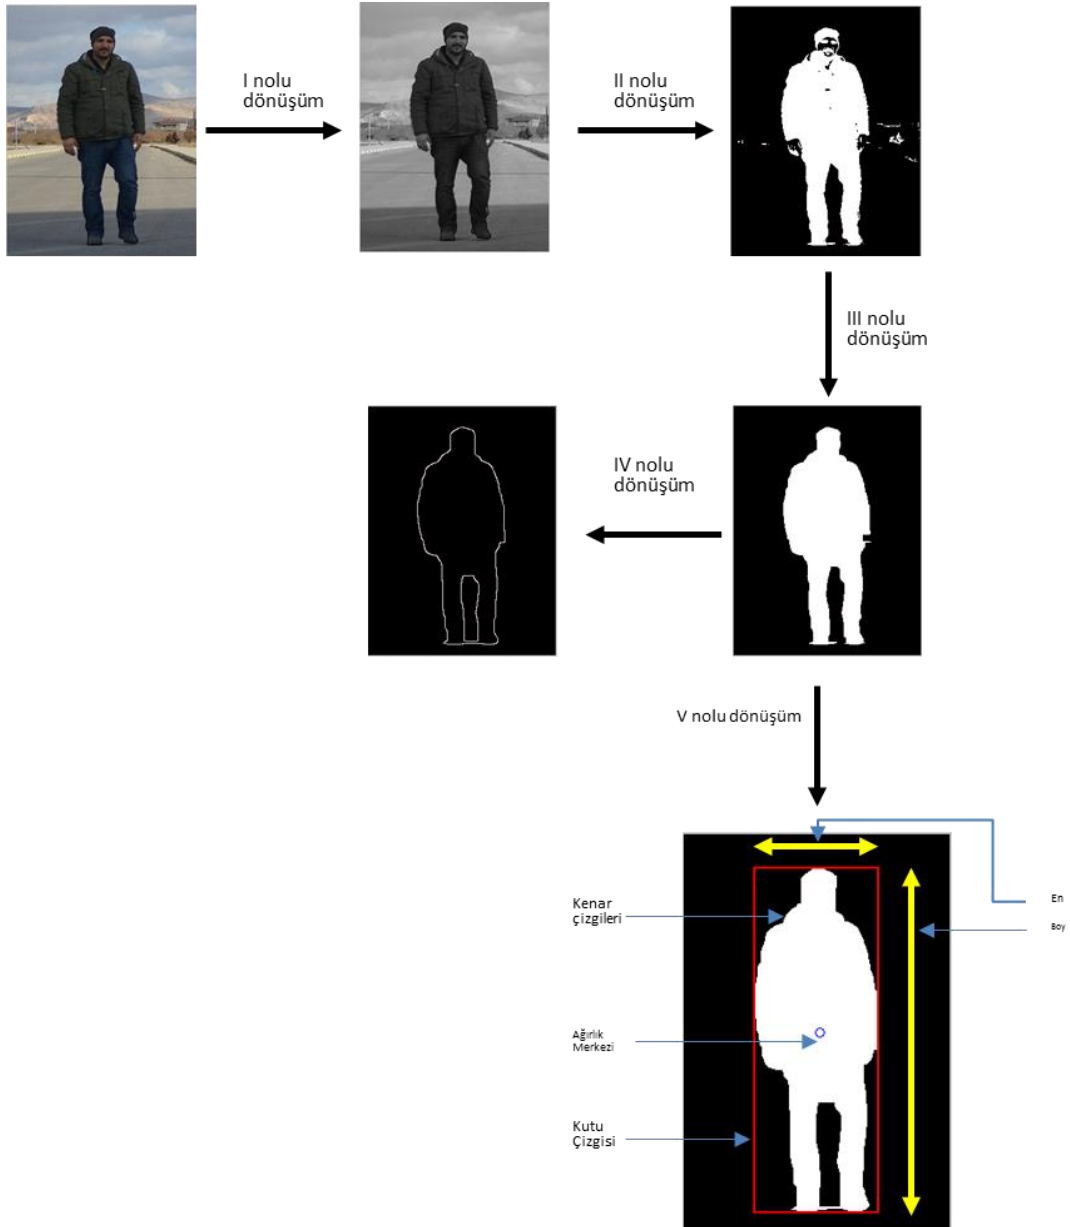 I nolu
dönüşüm
II nolu
dönüşüm
III nolu
dönüşüm
IV nolu
dönüşüm
V nolu dönüşüm
Kenar
çizgileri
En
Boy
Ağırlık
Merkezi
Kutu
Çizgisi